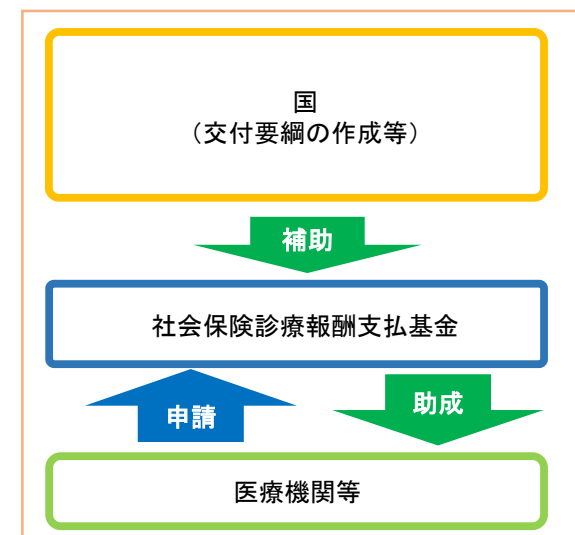 国
（交付要綱の作成等）
補助
社会保険診療報酬支払基金
申請
助成
医療機関等